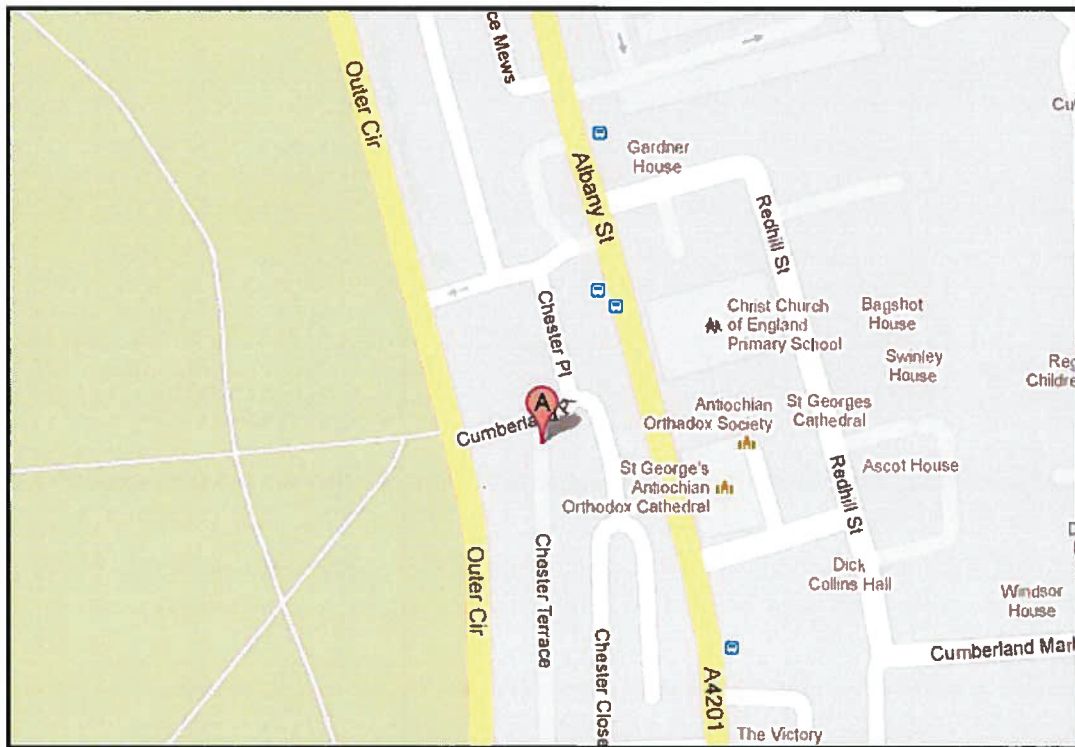 ce Mews
Outer Cir
Albany St
Gardner
House
Redhill St
Chester Pl
Christ Church
of England
Primary School
Bagshot
House
Swinley
House
Reg
Childre
A
Antiochian
Orthodox Society
St Georges
Cathedral
St George's
Antiochian
Orthodox Cathedral
Redhill St
Ascot House
Outer Cir
Chester Terrace
Chester Close
Dick
Collins Hall
Windsor
House
Cumberland Mark
A4201
The Victory